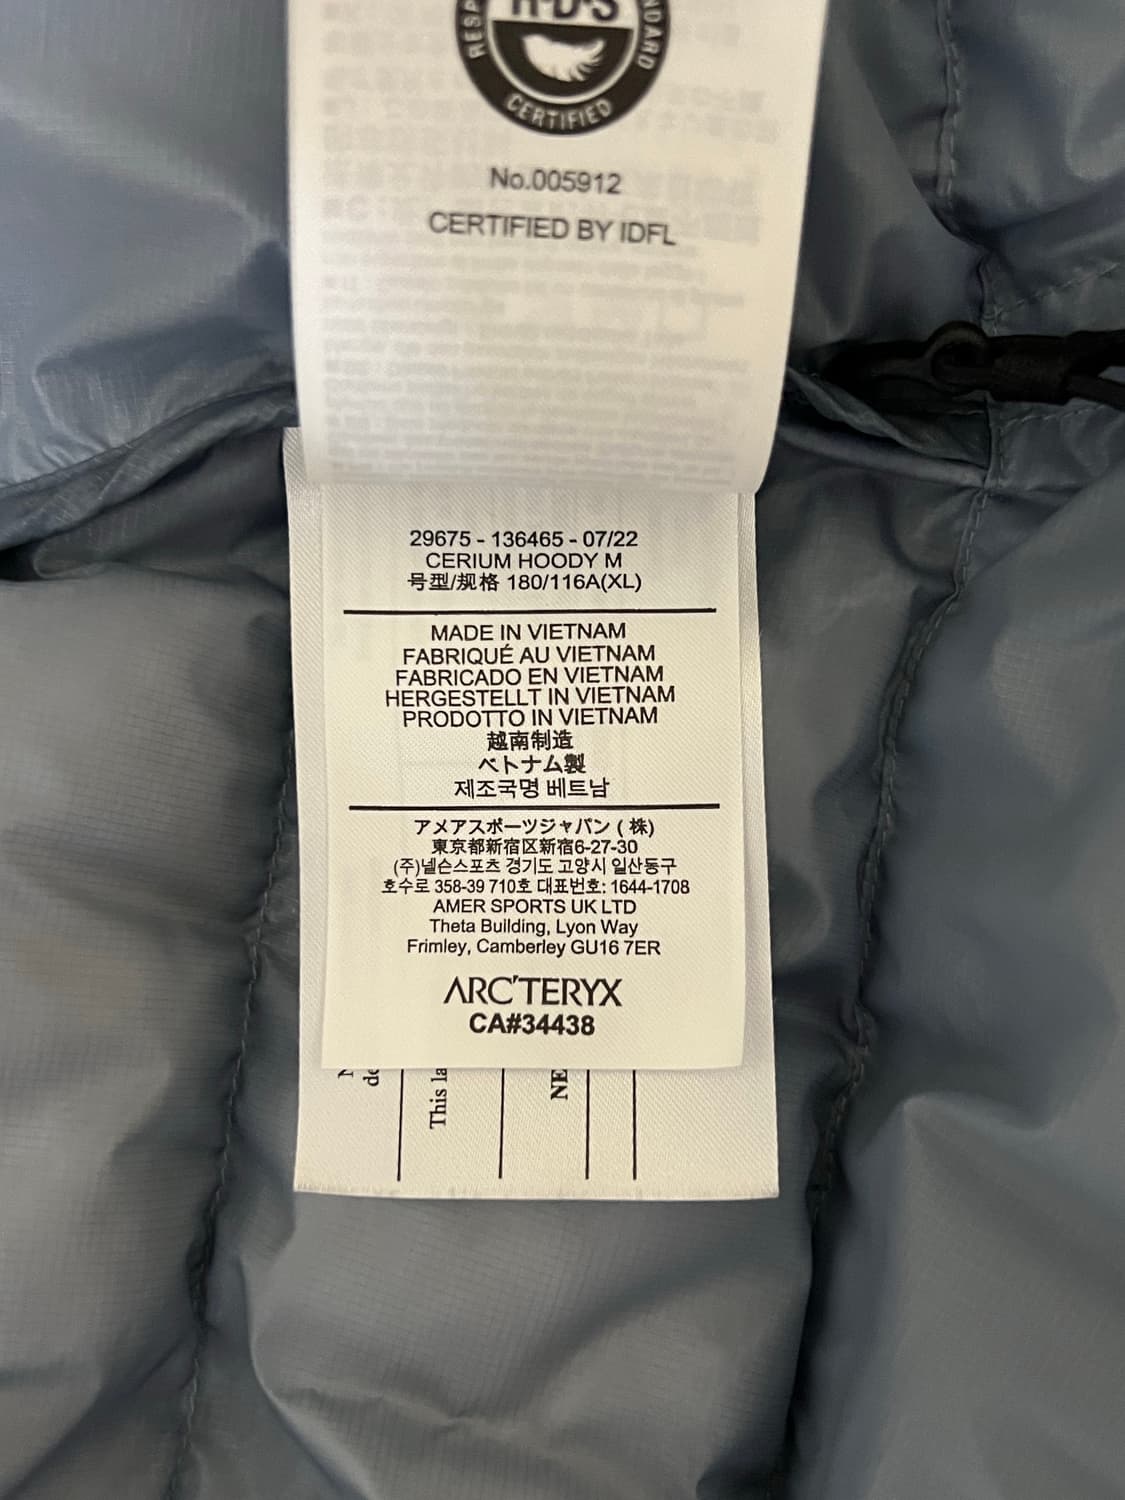 R·D·S
CERTIFIED
No.005912
CERTIFIED BY IDFL
29675 - 136465 - 07/22
CERIUM HOODY M
号型/规格 180/116A(XL)
MADE IN VIETNAM
FABRIQUÉ AU VIETNAM
FABRICADO EN VIETNAM
HERGESTELLT IN VIETNAM
PRODOTTO IN VIETNAM
越南制造
ベトナム製
제조국명 베트남
アメアスポーツジャパン ( 株)
東京都新宿区新宿6-27-30
(주)넬슨스포츠 경기도 고양시 일산동구
호수로 358-39 710호 대표번호: 1644-1708
AMER SPORTS UK LTD
Theta Building, Lyon Way
Frimley, Camberley GU16 7ER
ARC'TERYX
CA#34438
This la
NE